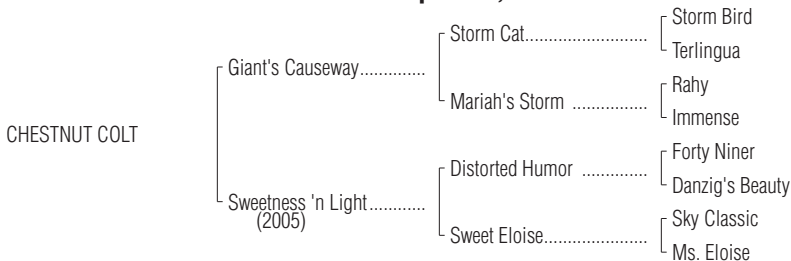 Storm Bird
Storm Cat........................
Terlingua
Giant's Causeway..............
Rahy
Mariah's Storm ................
Immense
CHESTNUT COLT
Forty Niner
Distorted Humor ..............
Danzig's Beauty
Sweetness 'n Light............
(2005)
Sky Classic
Sweet Eloise......................
Ms. Eloise